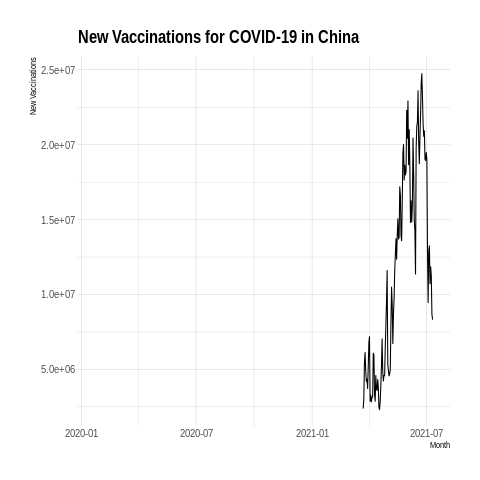 New Vaccinations for COVID-19 in China
New Vaccinations
2.5e+07
2.0e+07
1.5e+07
1.0e+07
5.0e+06
2020-01
2020-07
2021-01
2021-07
Month